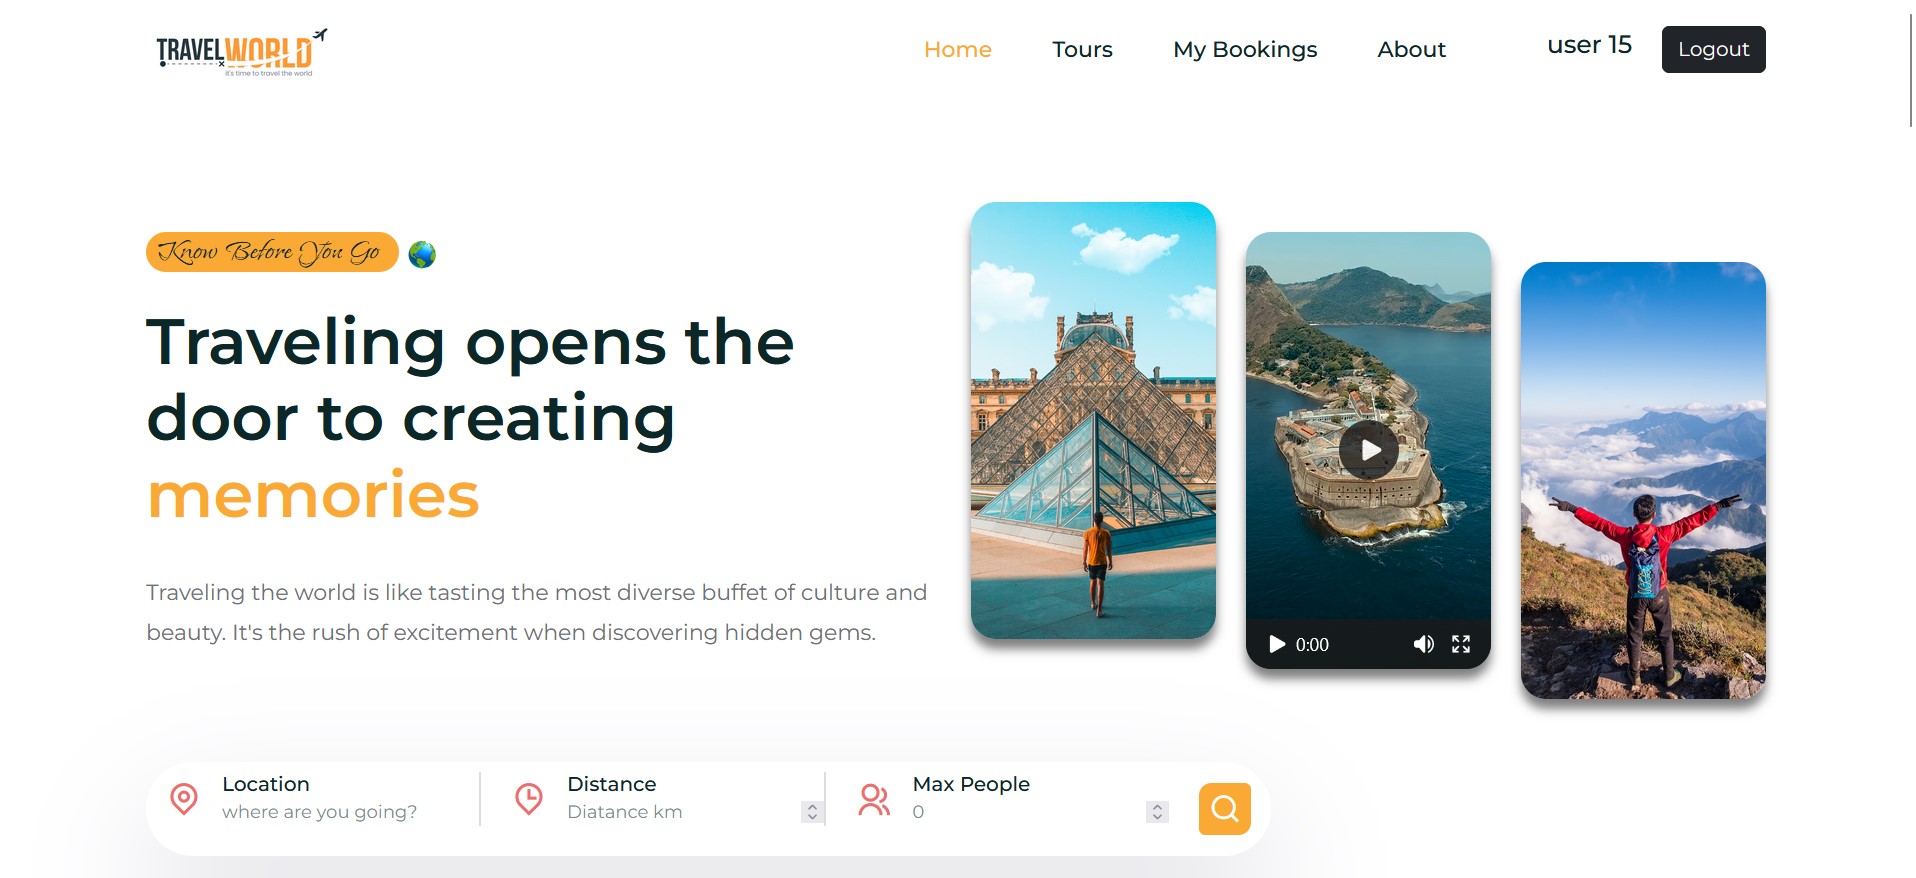 TRAVELWORLD
it's time to travel the world
Home
Tours
My Bookings
About
user 15
Logout
Know Before You Go
Traveling opens the
door to creating
memories
Traveling the world is like tasting the most diverse buffet of culture and
beauty. It's the rush of excitement when discovering hidden gems.
0:00
Location
where are you going?
Distance
Diatance km
Max People
0